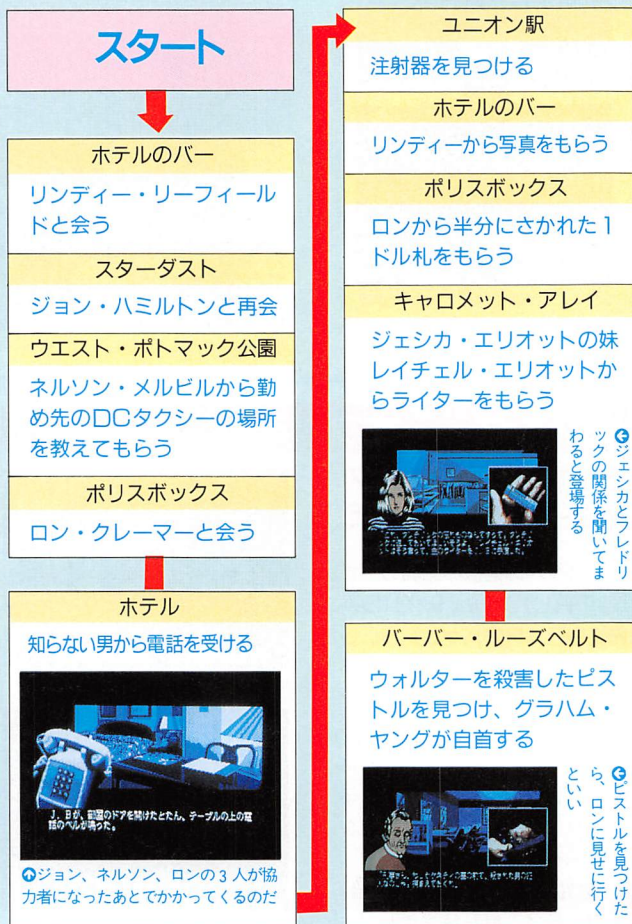 スタート
ホテルのバー
リンディー・リーフィール
ドと会う
スターダスト
ジョン・ハミルトンと再会
ウエスト・ポトマック公園
ネルソン・メルビルから勤
め先のDCタクシーの場所
を教えてもらう
ポリスボックス
ロン・クレーマーと会う
ホテル
知らない男から電話を受ける
J.Bが、部屋のドアを開けたとたん、テーブルの上の電
話のベルが鳴った。
ジョン、ネルソン、ロンの3人が協
力者になったあとでかかってくるのだ
ユニオン駅
注射器を見つける
ホテルのバー
リンディーから写真をもらう
ポリスボックス
ロンから半分にさかれた1
ドル札をもらう
キャロメット・アレイ
ジェシカ・エリオットの妹
レイチェル・エリオットか
らライターをもらう
ジェシカとフレドリ
ックの関係を聞いてま
わると登場する
バーバー・ルーズベルト
ウォルターを殺害したピス
トルを見つけ、グラハム・
ヤングが自首する
ピストルを見つけた
ら、ロンに見せに行く
といい